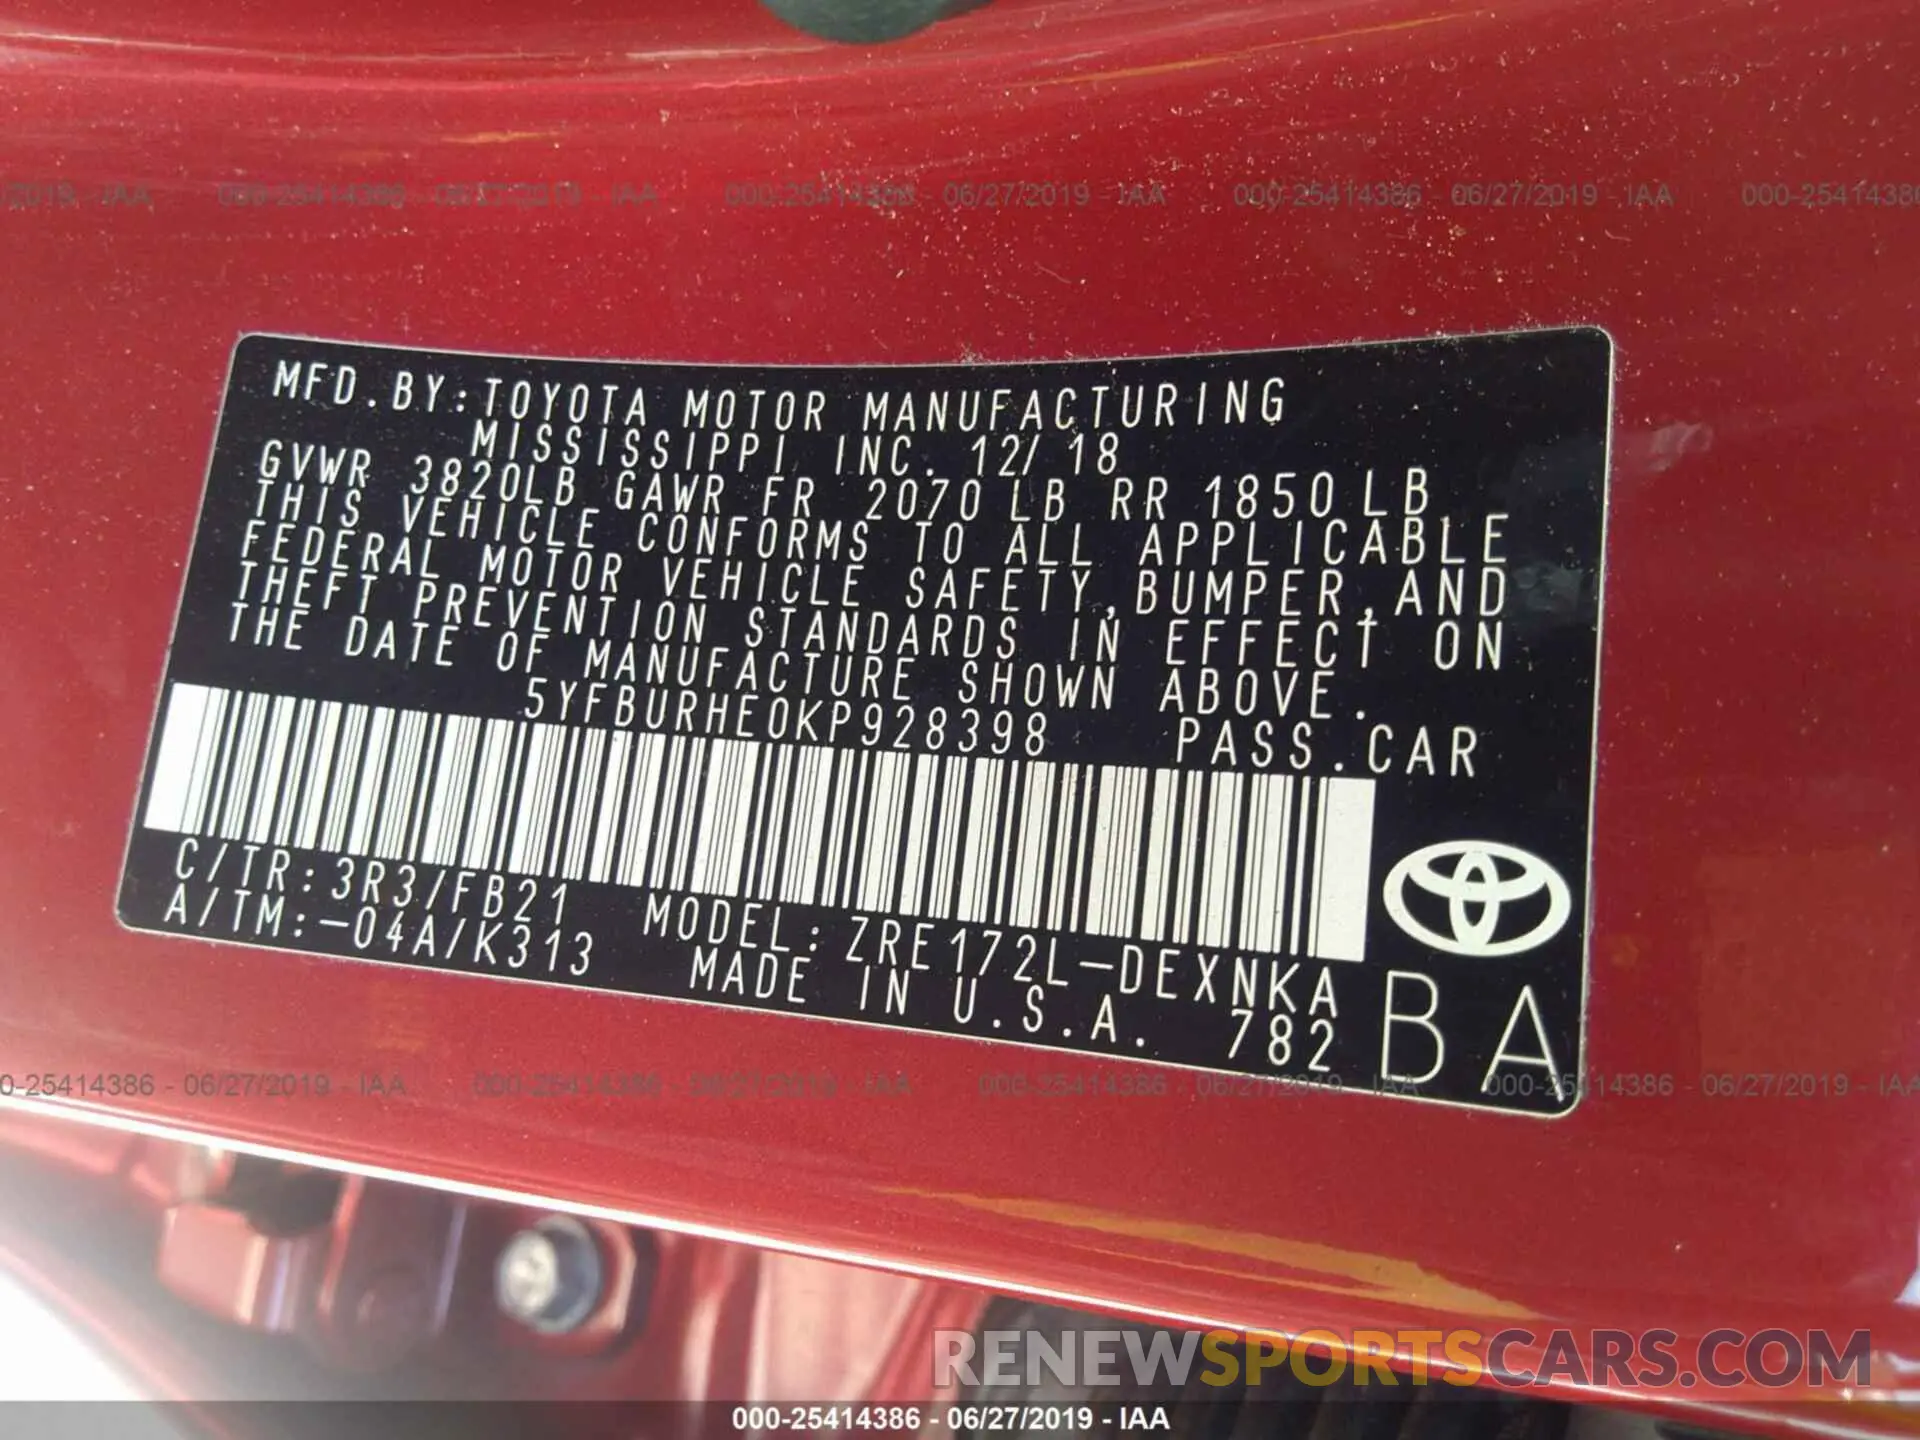 /2019 - IAA 000-25414386 - 06/27/2019 - IAA 000-25414386 - 06/27/2019 - IAA 000-25414386 - 06/27/2019 - IAA 000-25414386
MFD.BY:TOYOTA MOTOR MANUFACTURING
MISSISSIPPI INC. 12/18
GVWR 3820LB GAWR FR 2070LB RR 1850LB
THIS VEHICLE CONFORMS TO ALL APPLICABLE
FEDERAL MOTOR VEHICLE SAFETY,BUMPER,AND
THEFT PREVENTION STANDARDS IN EFFECT ON
THE DATE OF MANUFACTURE SHOWN ABOVE.
5YFBURHE0KP928398 PASS.CAR
C/TR:3R3/FB21 MODEL:ZRE172L-DEXNKA
A/TM:-04A/K313 MADE IN U.S.A. 782
BA
0-25414386 - 06/27/2019 - IAA 000-25414386 - 06/27/2019 - IAA 000-25414386 - 06/27/2019 - IAA 000-25414386 - 06/27/2019 - IAA
RENEWSPORTSCARS.COM
000-25414386 - 06/27/2019 - IAA